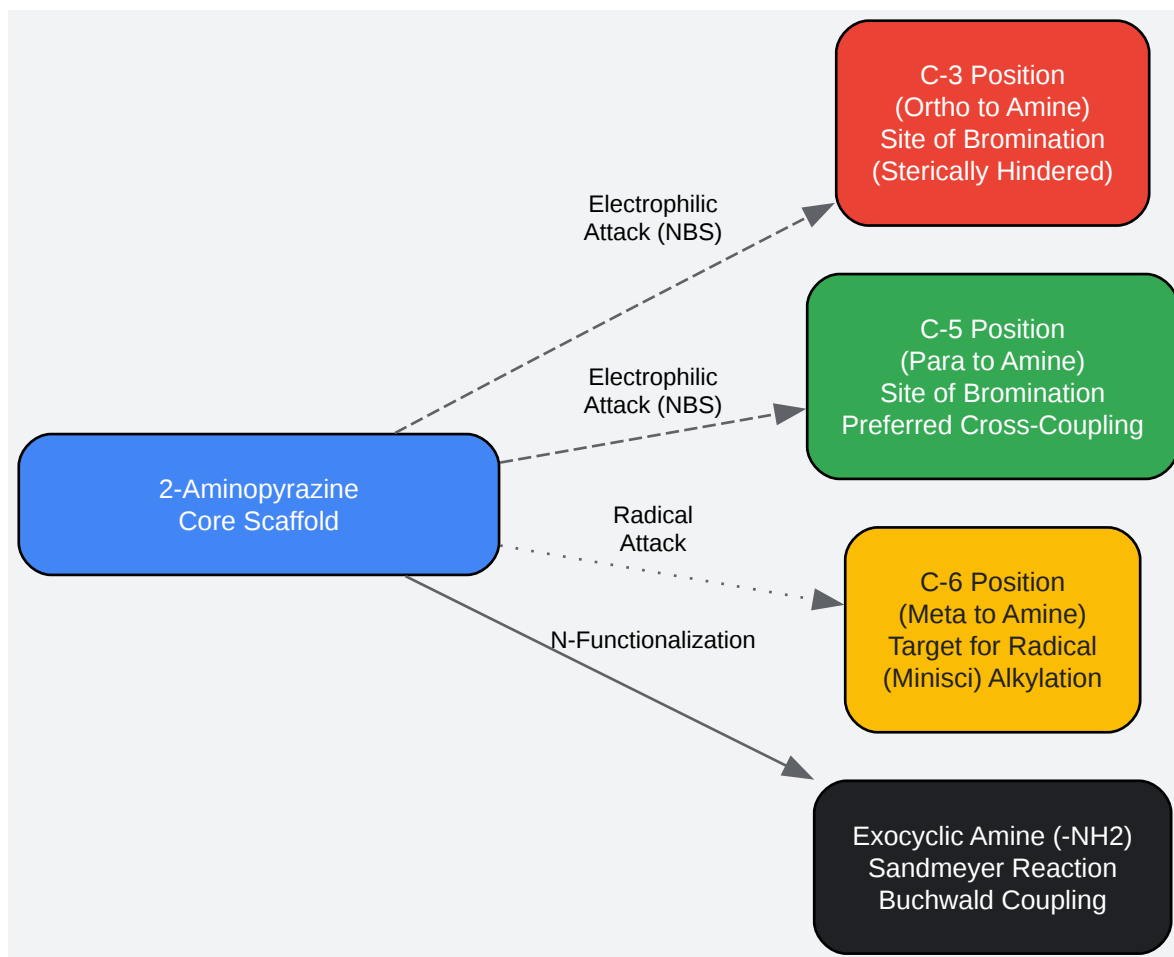 C-3 Position
(Ortho to Amine)
Site of Bromination
(Sterically Hindered)
Electrophilic
Attack (NBS)
C-5 Position
(Para to Amine)
Site of Bromination
Preferred Cross-Coupling
Electrophilic
Attack (NBS)
2-Aminopyrazine
Core Scaffold
Radical
Attack
C-6 Position
(Meta to Amine)
Target for Radical
(Minisci) Alkylation
N-Functionalization
Exocyclic Amine (-NH2)
Sandmeyer Reaction
Buchwald Coupling